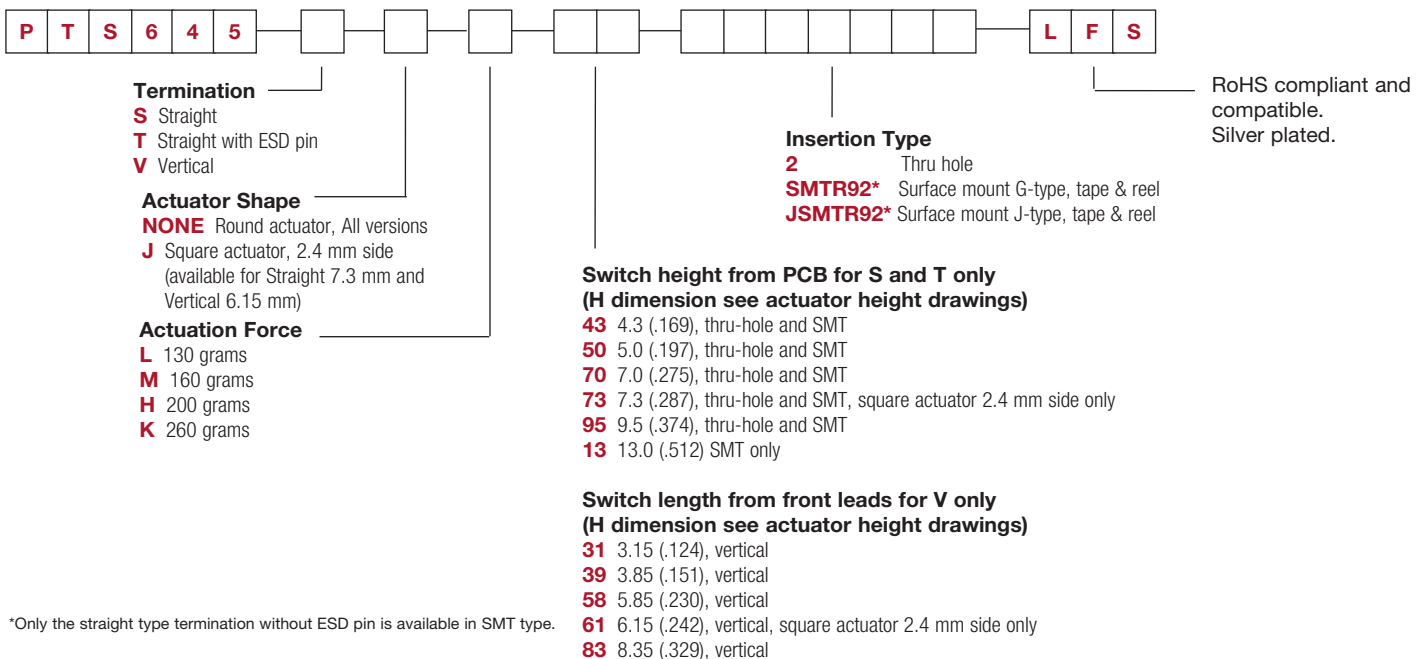 P T S 6 4 5 L F S
Termination
S Straight
T Straight with ESD pin
V Vertical
Actuator Shape
NONE Round actuator, All versions
J Square actuator, 2.4 mm side
(available for Straight 7.3 mm and
Vertical 6.15 mm)
Actuation Force
L 130 grams
M 160 grams
H 200 grams
K 260 grams
Switch height from PCB for S and T only
(H dimension see actuator height drawings)
43 4.3 (.169), thru-hole and SMT
50 5.0 (.197), thru-hole and SMT
70 7.0 (.275), thru-hole and SMT
73 7.3 (.287), thru-hole and SMT, square actuator 2.4 mm side only
95 9.5 (.374), thru-hole and SMT
13 13.0 (.512) SMT only
Switch length from front leads for V only
(H dimension see actuator height drawings)
31 3.15 (.124), vertical
39 3.85 (.151), vertical
58 5.85 (.230), vertical
61 6.15 (.242), vertical, square actuator 2.4 mm side only
83 8.35 (.329), vertical
Insertion Type
2 Thru hole
SMTR92* Surface mount G-type, tape & reel
JSMTR92* Surface mount J-type, tape & reel
RoHS compliant and
compatible.
Silver plated.
*Only the straight type termination without ESD pin is available in SMT type.